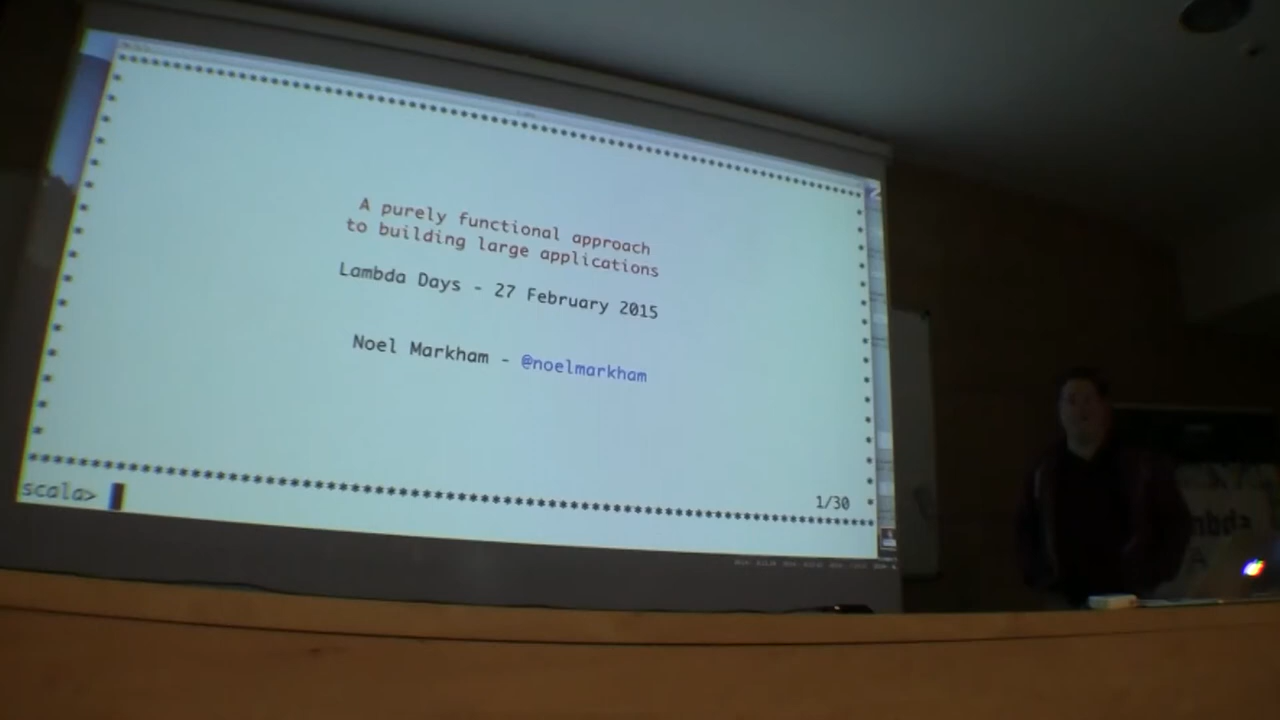 A purely functional approach
to building large applications
Lambda Days - 27 February 2015
Noel Markham - @noelmarkham
1/30
scala>